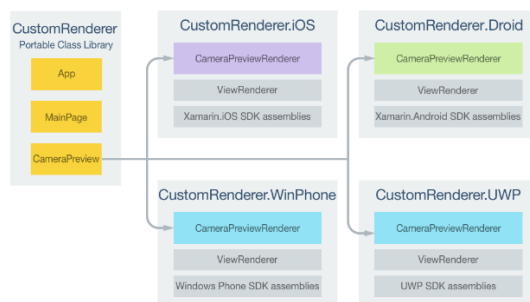 CustomRenderer
Portable Class Library
App
MainPage
CameraPreview
CustomRenderer.iOS
CameraPreviewRenderer
ViewRenderer
Xamarin.iOS SDK assemblies
CustomRenderer.Droid
CameraPreviewRenderer
ViewRenderer
Xamarin.Android SDK assemblies
CustomRenderer.WinPhone
CameraPreviewRenderer
ViewRenderer
Windows Phone SDK assemblies
CustomRenderer.UWP
CameraPreviewRenderer
ViewRenderer
UWP SDK assemblies